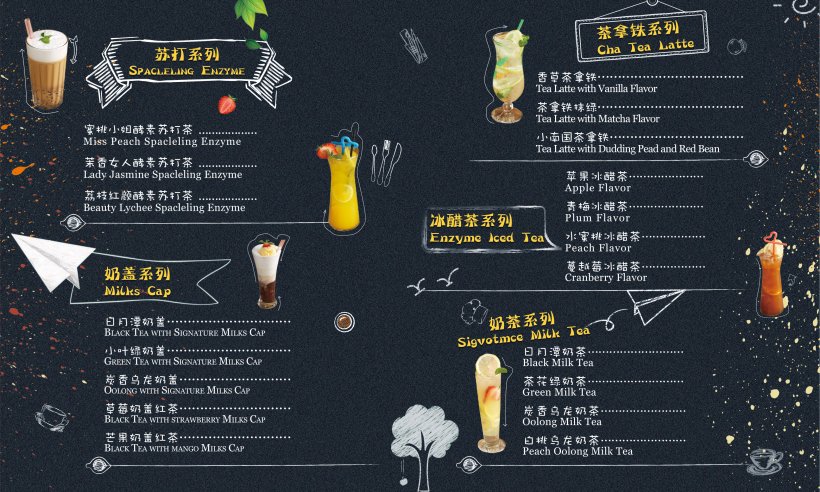 苏打系列
SPACLELING ENZYME
蜜桃小姐酵素苏打茶 ..................
Miss Peach Spacleling Enzyme
茉香女人酵素苏打茶 ..................
Lady Jasmine Spacleling Enzyme
荔枝红颜酵素苏打茶 ..................
Beauty Lychee Spacleling Enzyme
奶盖系列
Milks Cap
日月潭奶盖
BLACK TEA WITH SIGNATURE MILKS CAP
小叶绿奶盖
GREEN TEA WITH SIGNATURE MILKS CAP
炭香乌龙奶盖
OOLONG WITH SIGNATURE MILKS CAP
草莓奶盖红茶
BLACK TEA WITH STRAWBERRY MILKS CAP
芒果奶盖红茶
BLACK TEA WITH MANGO MILKS CAP
茶拿铁系列
Cha Tea Latte
香草茶拿铁
Tea Latte with Vanilla Flavor
茶拿铁抹绿
Tea Latte with Matcha Flavor
小南国茶拿铁
Tea Latte with Dudding Pead and Red Bean
冰醋茶系列
Enzyme Iced Tea
苹果冰醋茶
Apple Flavor
青梅冰醋茶
Plum Flavor
水蜜桃冰醋茶
Peach Flavor
蔓越莓冰醋茶
Cranberry Flavor
奶茶系列
Sigvotmce Milk Tea
日月潭奶茶
Black Milk Tea
茶花绿奶茶
Green Milk Tea
炭香乌龙奶茶
Oolong Milk Tea
白桃乌龙奶茶
Peach Oolong Milk Tea